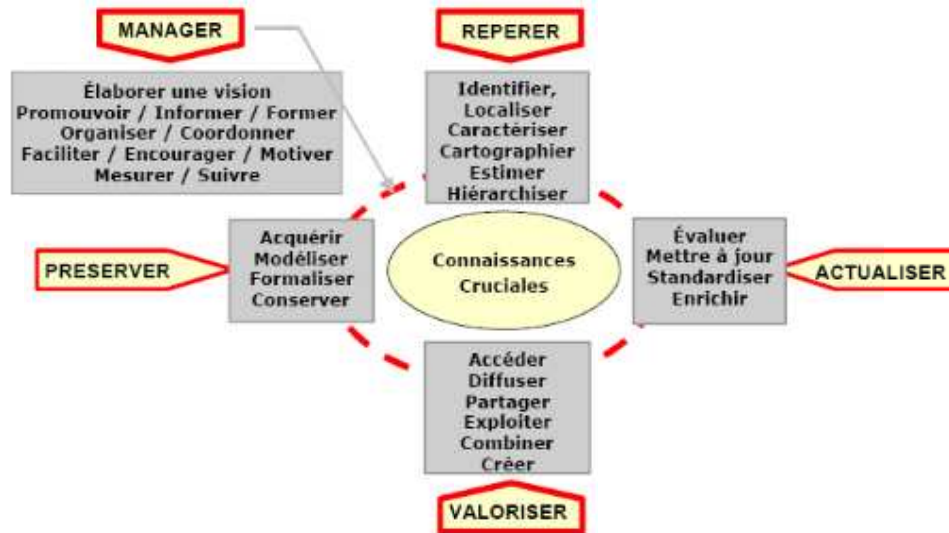 MANAGER
Élaborer une vision
Promouvoir / Informer / Former
Organiser / Coordonner
Faciliter / Encourager / Motiver
Mesurer / Suivre
REPERER
Identifier,
Localiser
Caractériser
Cartographier
Estimer
Hiérarchiser
PRESERVER
Acquérir
Modéliser
Formaliser
Conserver
Connaissances
Cruciales
Évaluer
Mettre à jour
Standardiser
Enrichir
ACTUALISER
Accéder
Diffuser
Partager
Exploiter
Combiner
Créer
VALORISER